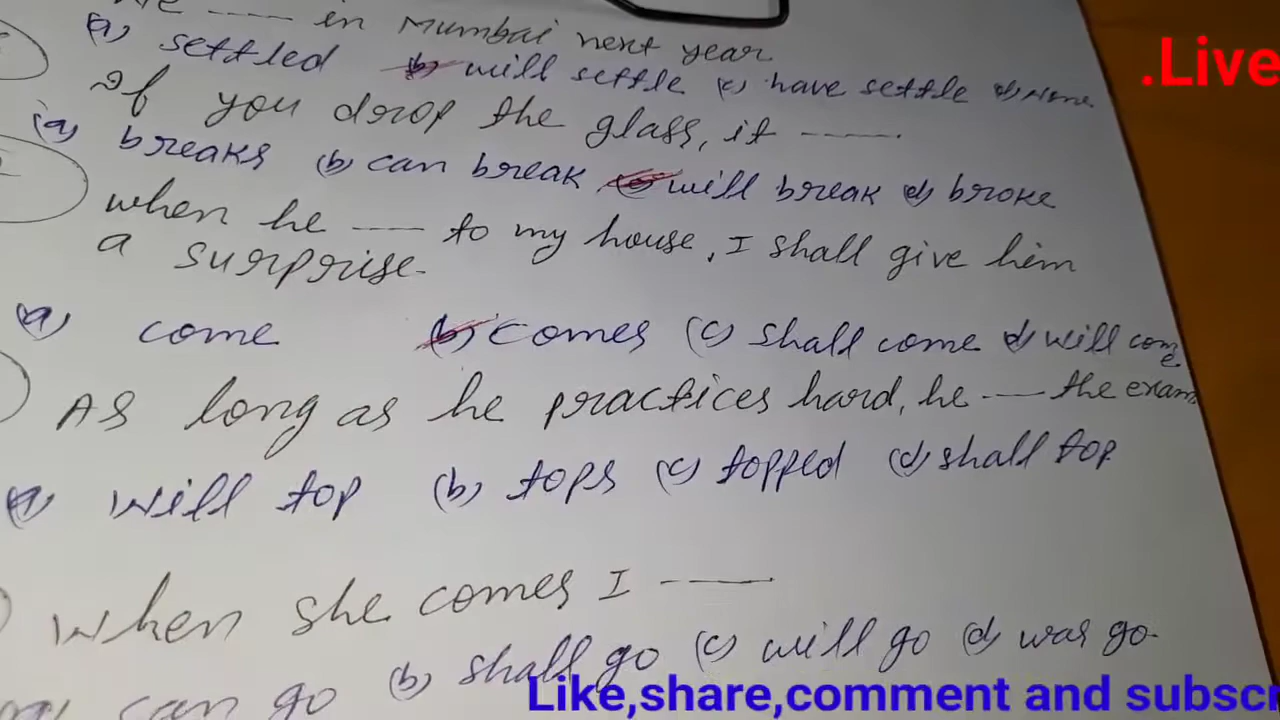 ---- in Mumbai next year
.Live
(a) settled (b) will settle (c) have settle (d) None
If you drop the glass, it -----.
(a) breaks (b) can break (c) will break (d) broke
when he ---- to my house, I shall give him
a surprise.
(a) come (b) comes (c) shall come (d) will come
As long as he practices hard, he ---- the exam
(a) will top (b) tops (c) topped (d) shall top
When she comes I ----
can go (b) shall go (c) will go (d) was go.
Like,share,comment and subscr